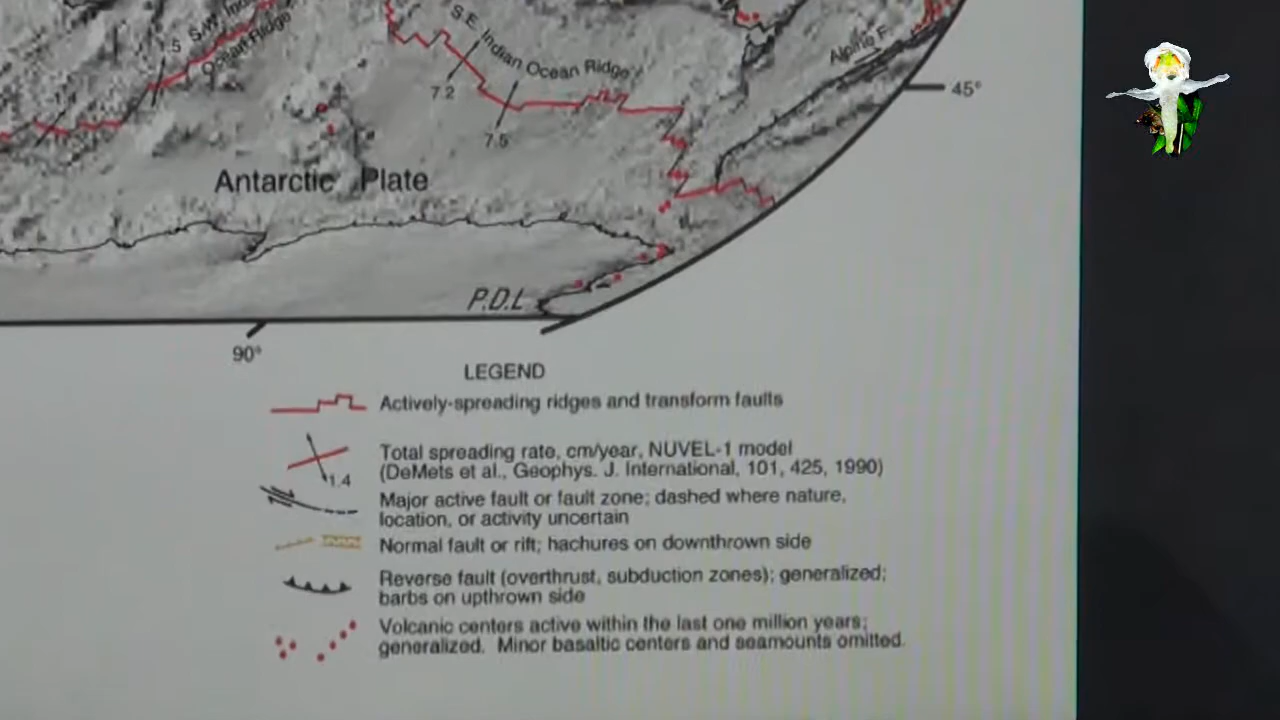 S.E. Indian Ocean Ridge
1.5
S.W. Ind
Ocean Ridge
Alpine F.
45°
7.2
7.5
Antarctic Plate
P.D.L
90°
LEGEND
Actively-spreading ridges and transform faults
Total spreading rate, cm/year, NUVEL-1 model
(DeMets et al., Geophys. J. International, 101, 425, 1990)
1.4
Major active fault or fault zone; dashed where nature,
location, or activity uncertain
Normal fault or rift; hachures on downthrown side
Reverse fault (overthrust, subduction zones); generalized;
barbs on upthrown side
Volcanic centers active within the last one million years;
generalized. Minor basaltic centers and seamounts omitted.